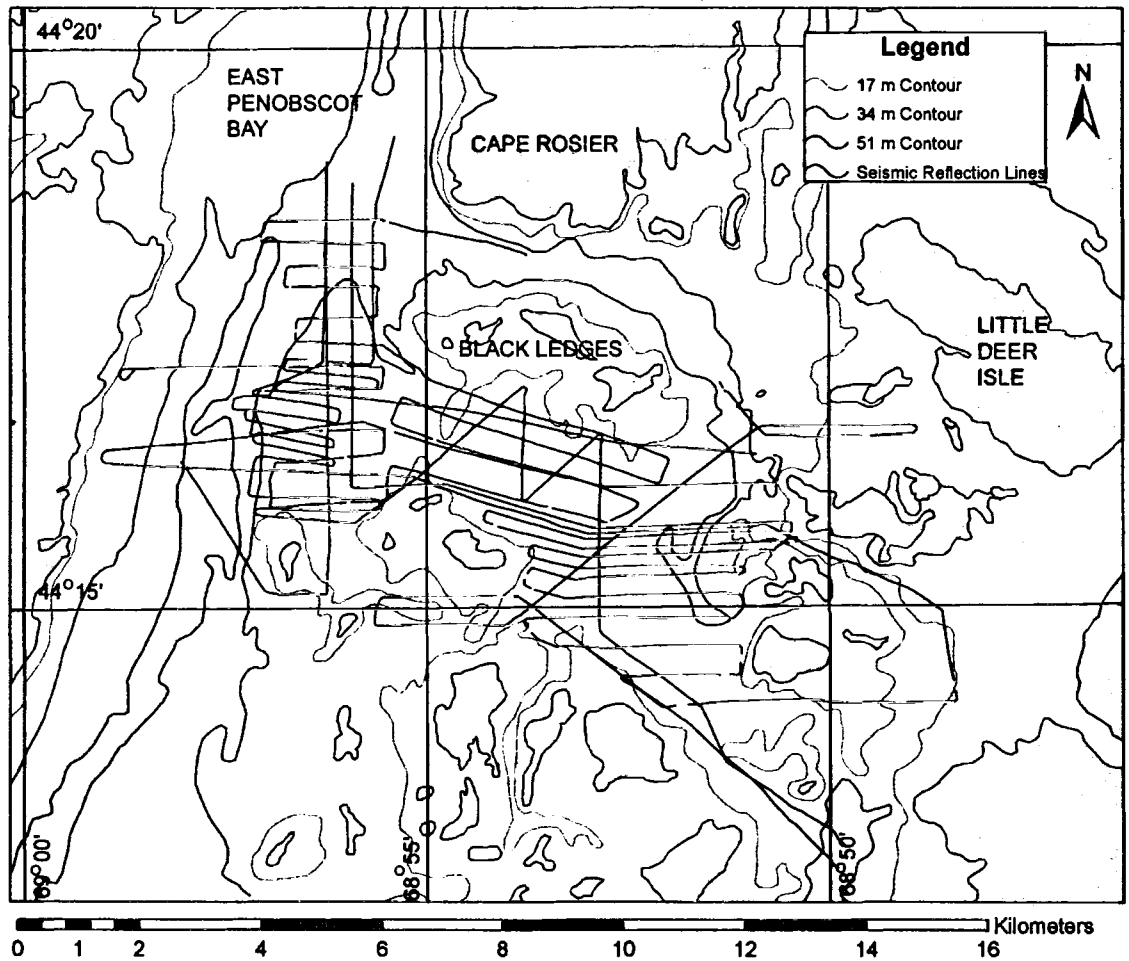 44°20'
EAST
PENOBSCOT
BAY
CAPE ROSIER
Legend
17 m Contour
34 m Contour
51 m Contour
Seismic Reflection Lines
N
BLACK LEDGES
LITTLE
DEER
ISLE
44°15'
69°00'
68°55'
68°50'
Kilometers
0 1 2 4 6 8 10 12 14 16